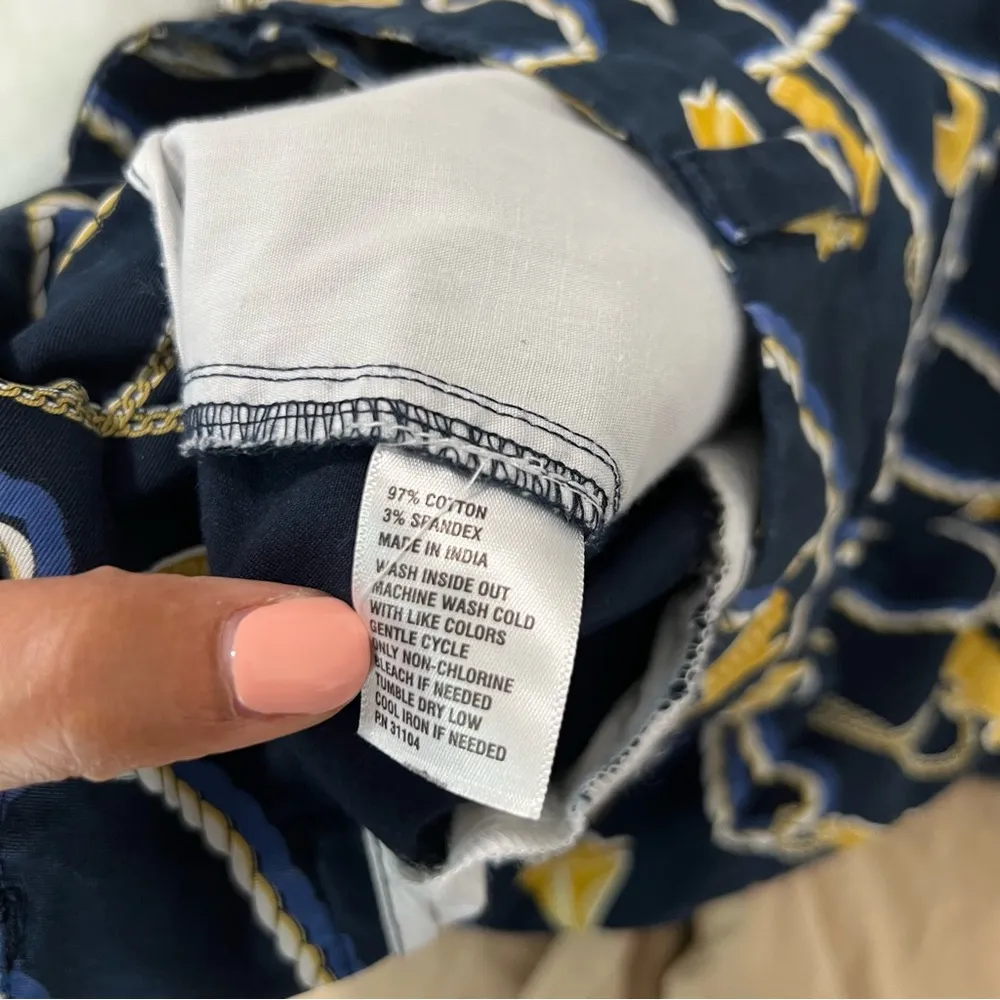 97% COTTON
3% SPANDEX
MADE IN INDIA
WASH INSIDE OUT
MACHINE WASH COLD
WITH LIKE COLORS
GENTLE CYCLE
ONLY NON-CHLORINE
BLEACH IF NEEDED
TUMBLE DRY LOW
COOL IRON IF NEEDED
RN 31104